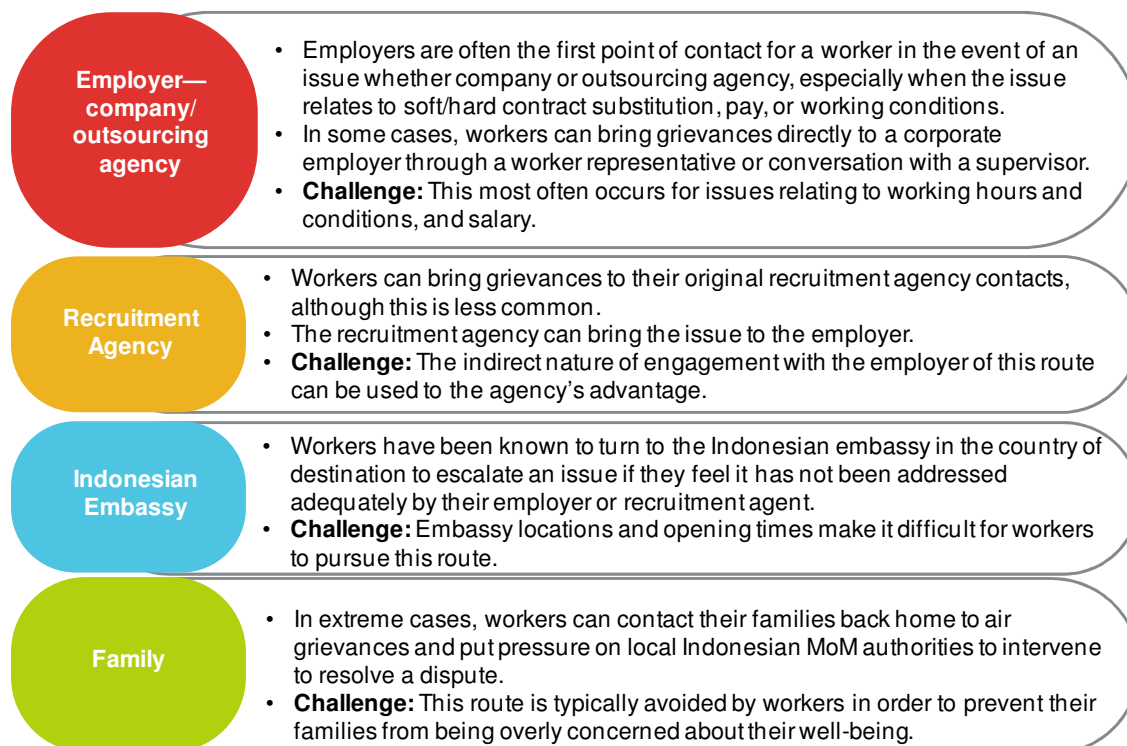 Employer—
company/
outsourcing
agency
• Employers are often the first point of contact for a worker in the event of an
issue whether company or outsourcing agency, especially when the issue
relates to soft/hard contract substitution, pay, or working conditions.
• In some cases, workers can bring grievances directly to a corporate
employer through a worker representative or conversation with a supervisor.
• Challenge: This most often occurs for issues relating to working hours and
conditions, and salary.
Recruitment
Agency
• Workers can bring grievances to their original recruitment agency contacts,
although this is less common.
• The recruitment agency can bring the issue to the employer.
• Challenge: The indirect nature of engagement with the employer of this route
can be used to the agency's advantage.
Indonesian
Embassy
• Workers have been known to turn to the Indonesian embassy in the country of
destination to escalate an issue if they feel it has not been addressed
adequately by their employer or recruitment agent.
• Challenge: Embassy locations and opening times make it difficult for workers
to pursue this route.
Family
• In extreme cases, workers can contact their families back home to air
grievances and put pressure on local Indonesian MoM authorities to intervene
to resolve a dispute.
• Challenge: This route is typically avoided by workers in order to prevent their
families from being overly concerned about their well-being.